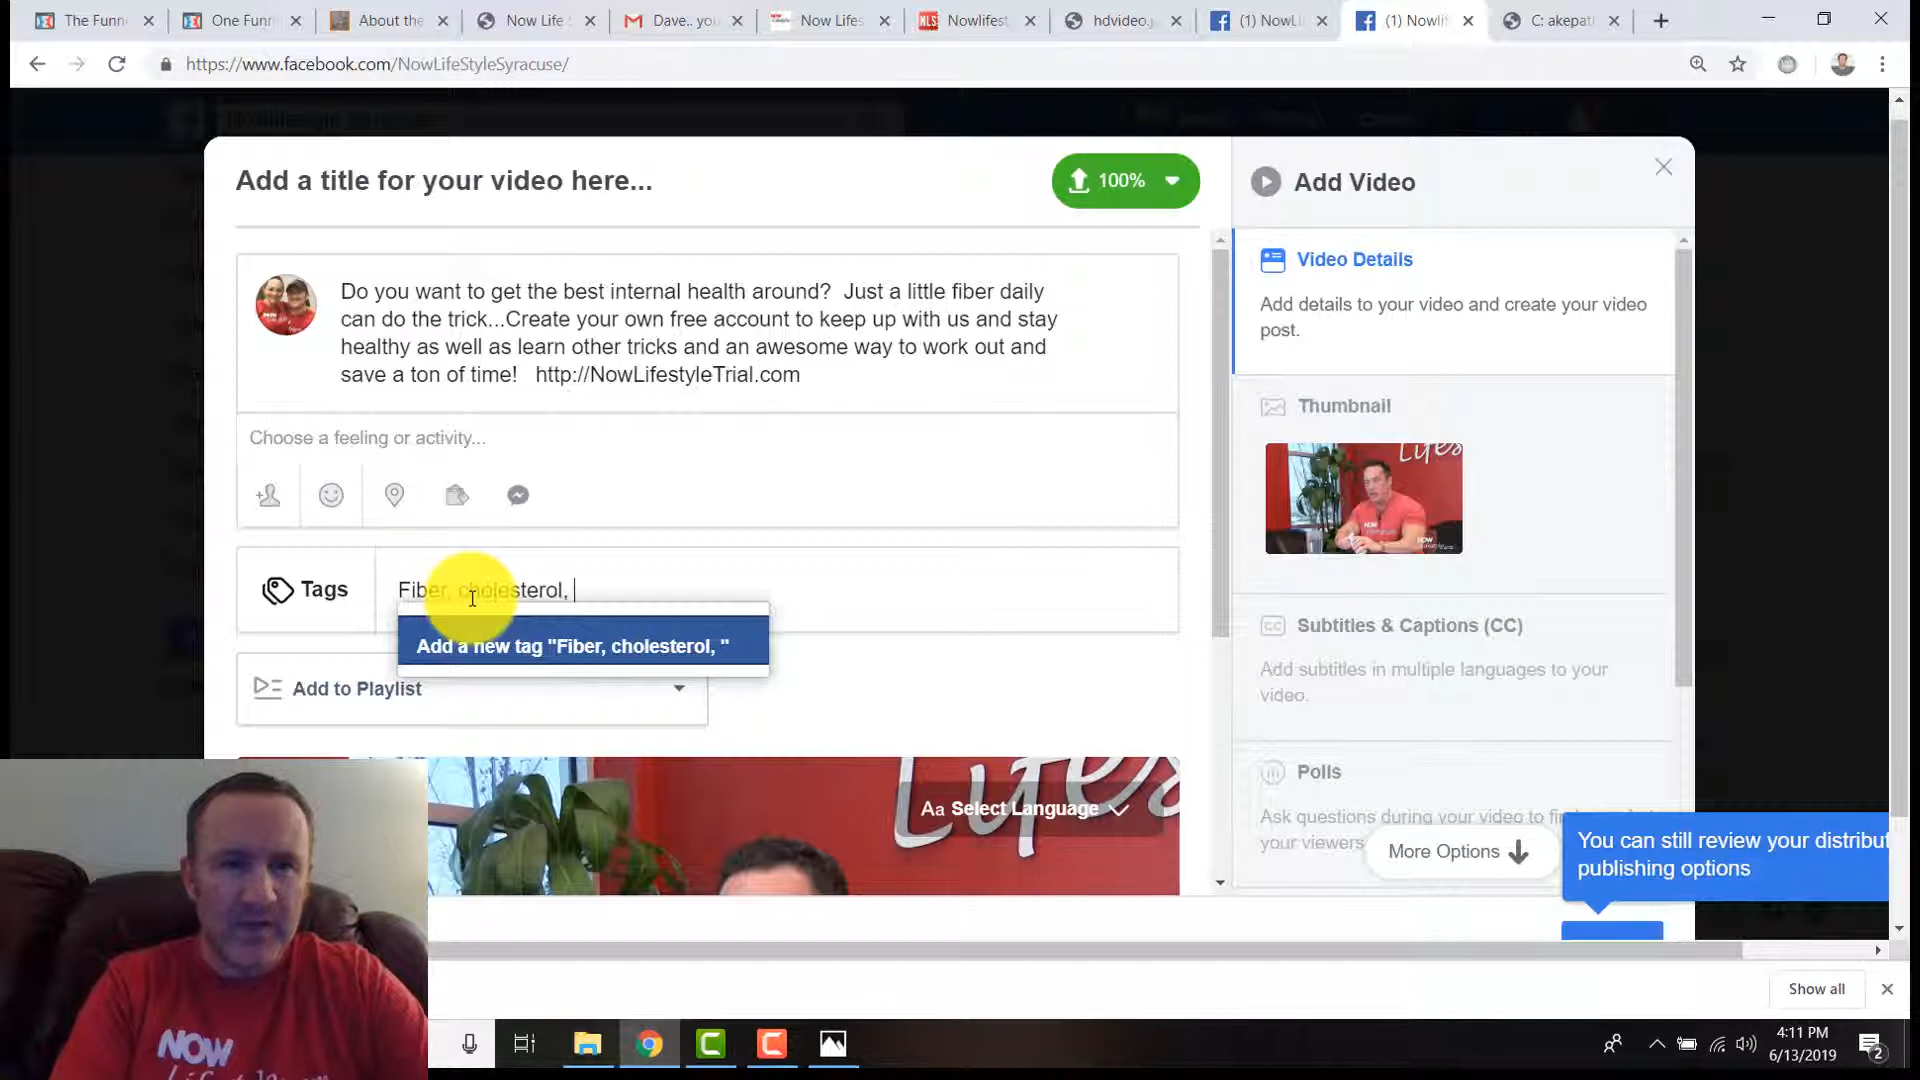 The Funne
One Funn
About the
Now Life S
Dave.. you
Now Lifes
Nowlifest
hdvideo.j
(1) NowLi
(1) Nowlif
C: akepat
https://www.facebook.com/NowLifeStyleSyracuse/
Add a title for your video here...
100%
Add Video
Do you want to get the best internal health around?  Just a little fiber daily
can do the trick...Create your own free account to keep up with us and stay
healthy as well as learn other tricks and an awesome way to work out and
save a ton of time!   http://NowLifestyleTrial.com
Choose a feeling or activity...
Tags
Fiber, cholesterol,
Add a new tag "Fiber, cholesterol, "
Add to Playlist
Video Details
Add details to your video and create your video
post.
Thumbnail
Lifes
NOW
CC
Subtitles & Captions (CC)
Add subtitles in multiple languages to your
video.
Polls
Ask questions during your video to fin
your viewers
More Options
You can still review your distribut
publishing options
Lifes
Aa Select Language
NOW
Show all
4:11 PM
6/13/2019
2